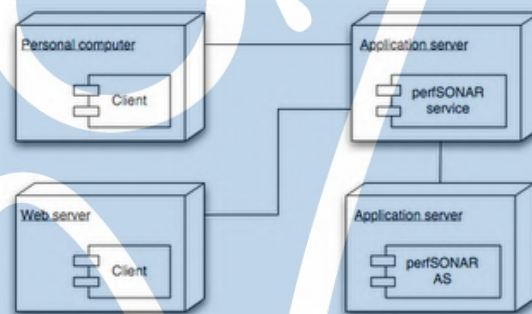 Personal computer
Client
Application server
perfSONAR
service
Web server
Client
Application server
perfSONAR
AS